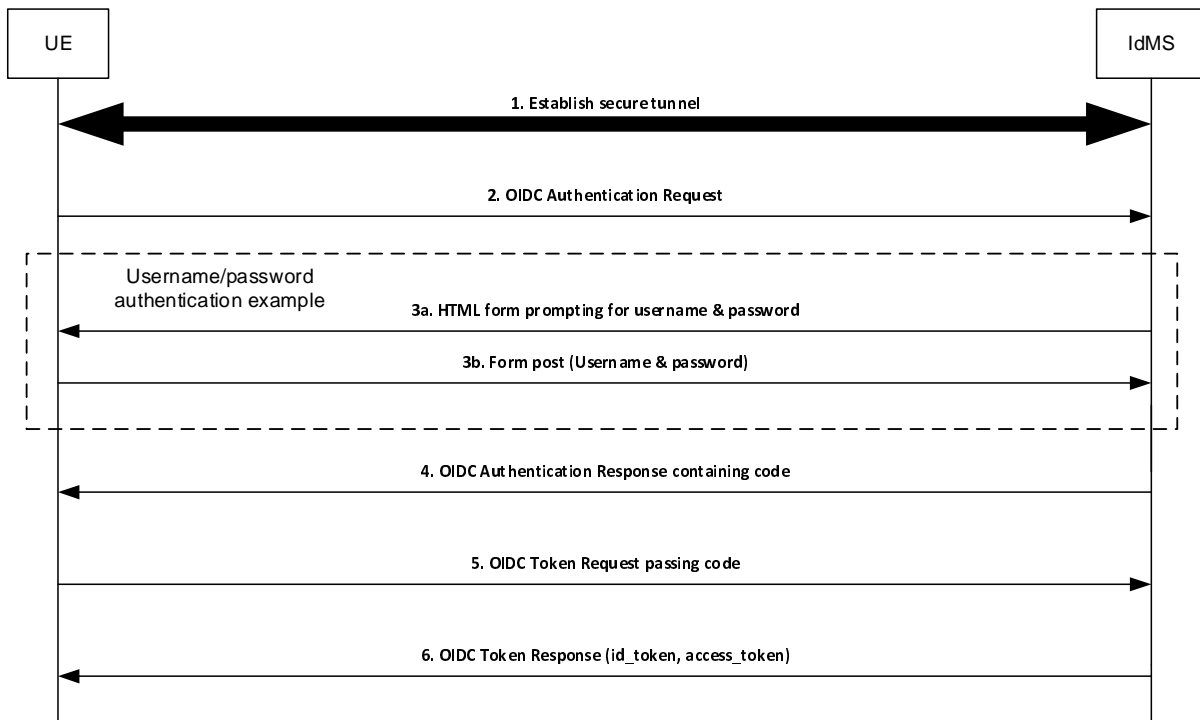 UE
IdMS
1. Establish secure tunnel
2. OIDC Authentication Request
Username/password
authentication example
3a. HTML form prompting for username & password
3b. Form post (Username & password)
4. OIDC Authentication Response containing code
5. OIDC Token Request passing code
6. OIDC Token Response (id_token, access_token)